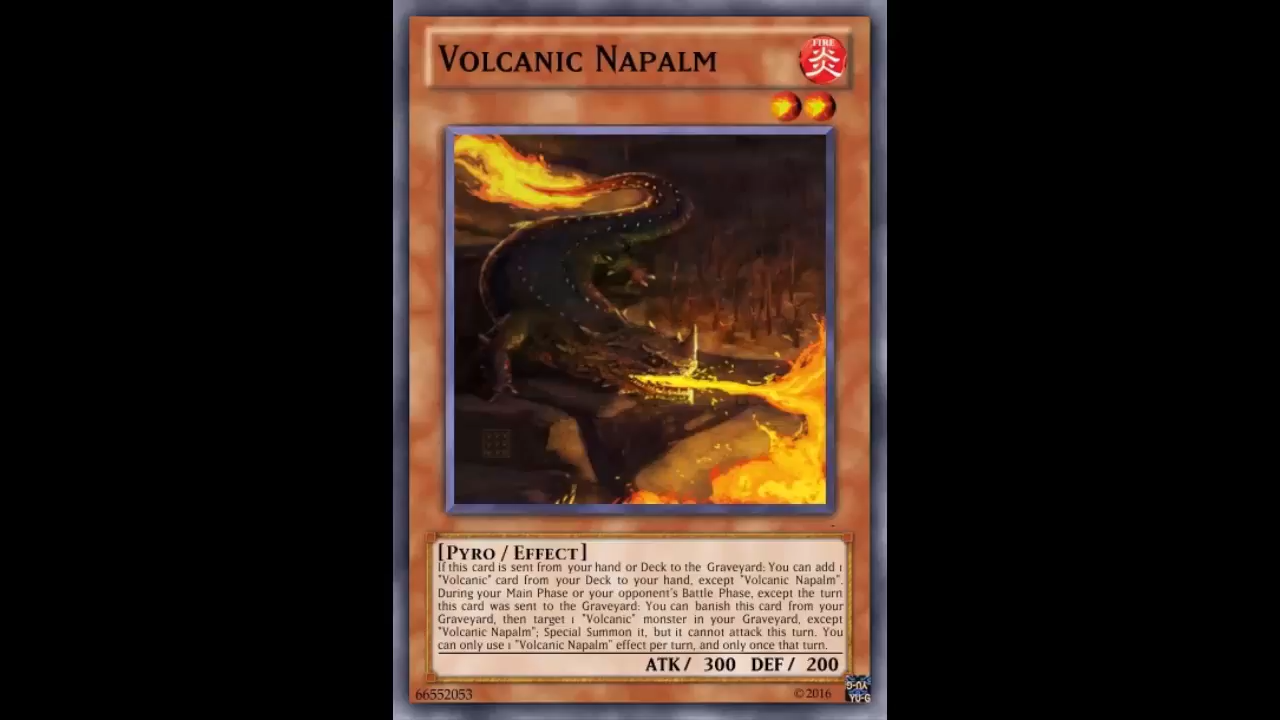 VOLCANIC NAPALM
FIRE
炎
[PYRO / EFFECT]
If this card is sent from your hand or Deck to the Graveyard: You can add 1
"Volcanic" card from your Deck to your hand, except "Volcanic Napalm".
During your Main Phase or your opponent's Battle Phase, except the turn
this card was sent to the Graveyard: You can banish this card from your
Graveyard, then target 1 "Volcanic" monster in your Graveyard, except
"Volcanic Napalm"; Special Summon it, but it cannot attack this turn. You
can only use 1 "Volcanic Napalm" effect per turn, and only once that turn.
ATK / 300 DEF / 200
66552053
© 2016
YU-G